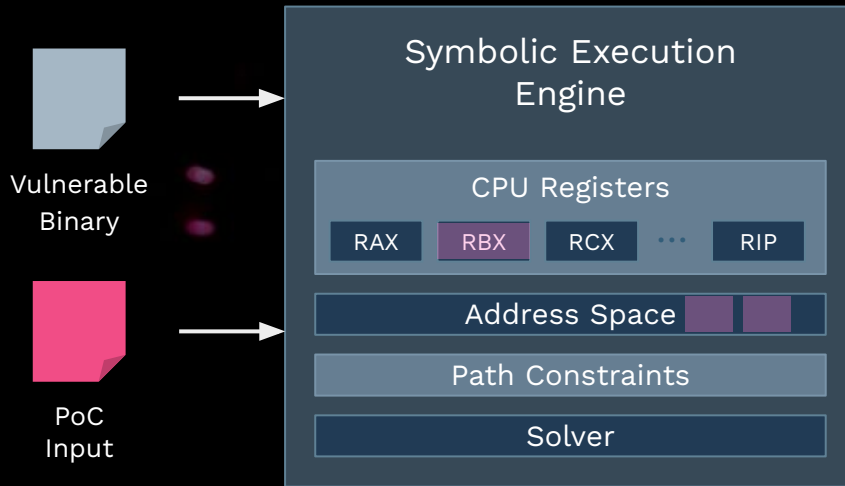 Symbolic Execution
Engine
Vulnerable
Binary
CPU Registers
RAX RBX RCX ... RIP
Address Space
Path Constraints
PoC
Input
Solver